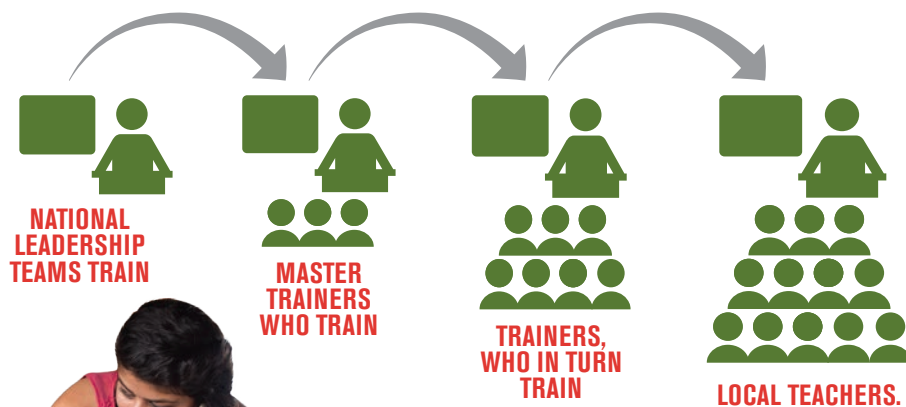 NATIONAL
LEADERSHIP
TEAMS TRAIN
MASTER
TRAINERS
WHO TRAIN
TRAINERS,
WHO IN TURN
TRAIN
LOCAL TEACHERS.